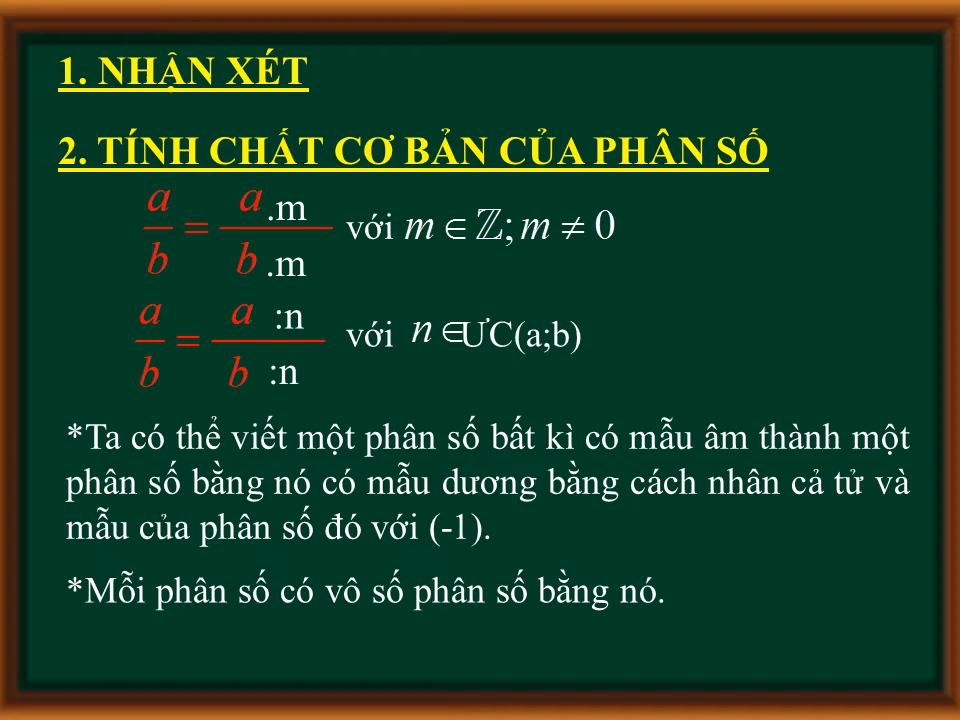 1. NHẬN XÉT
2. TÍNH CHẤT CƠ BẢN CỦA PHÂN SỐ
a/b = a.m/b.m với m ∈ ℤ; m ≠ 0
a/b = a:n/b:n với n ∈ ƯC(a;b)
*Ta có thể viết một phân số bất kì có mẫu âm thành một
phân số bằng nó có mẫu dương bằng cách nhân cả tử và
mẫu của phân số đó với (-1).
*Mỗi phân số có vô số phân số bằng nó.